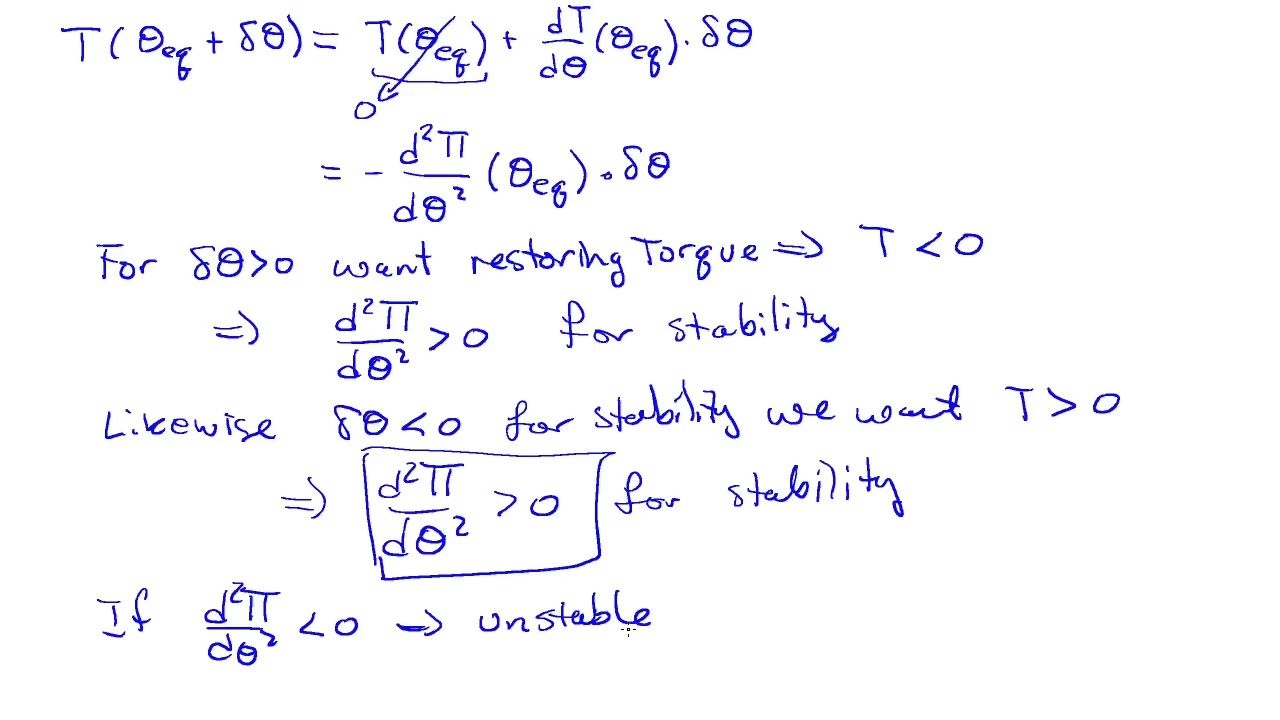 T(θeq + δθ) = T(θeq) + dT/dθ (θeq) · δθ
0
= - d²Π/dθ² (θeq) · δθ
For δθ>0 want restoring Torque => T < 0
=> d²Π/dθ² > 0 for stability
Likewise δθ < 0 for stability we want T > 0
=> d²Π/dθ² > 0 for stability
If d²Π/dθ² < 0 → unstable